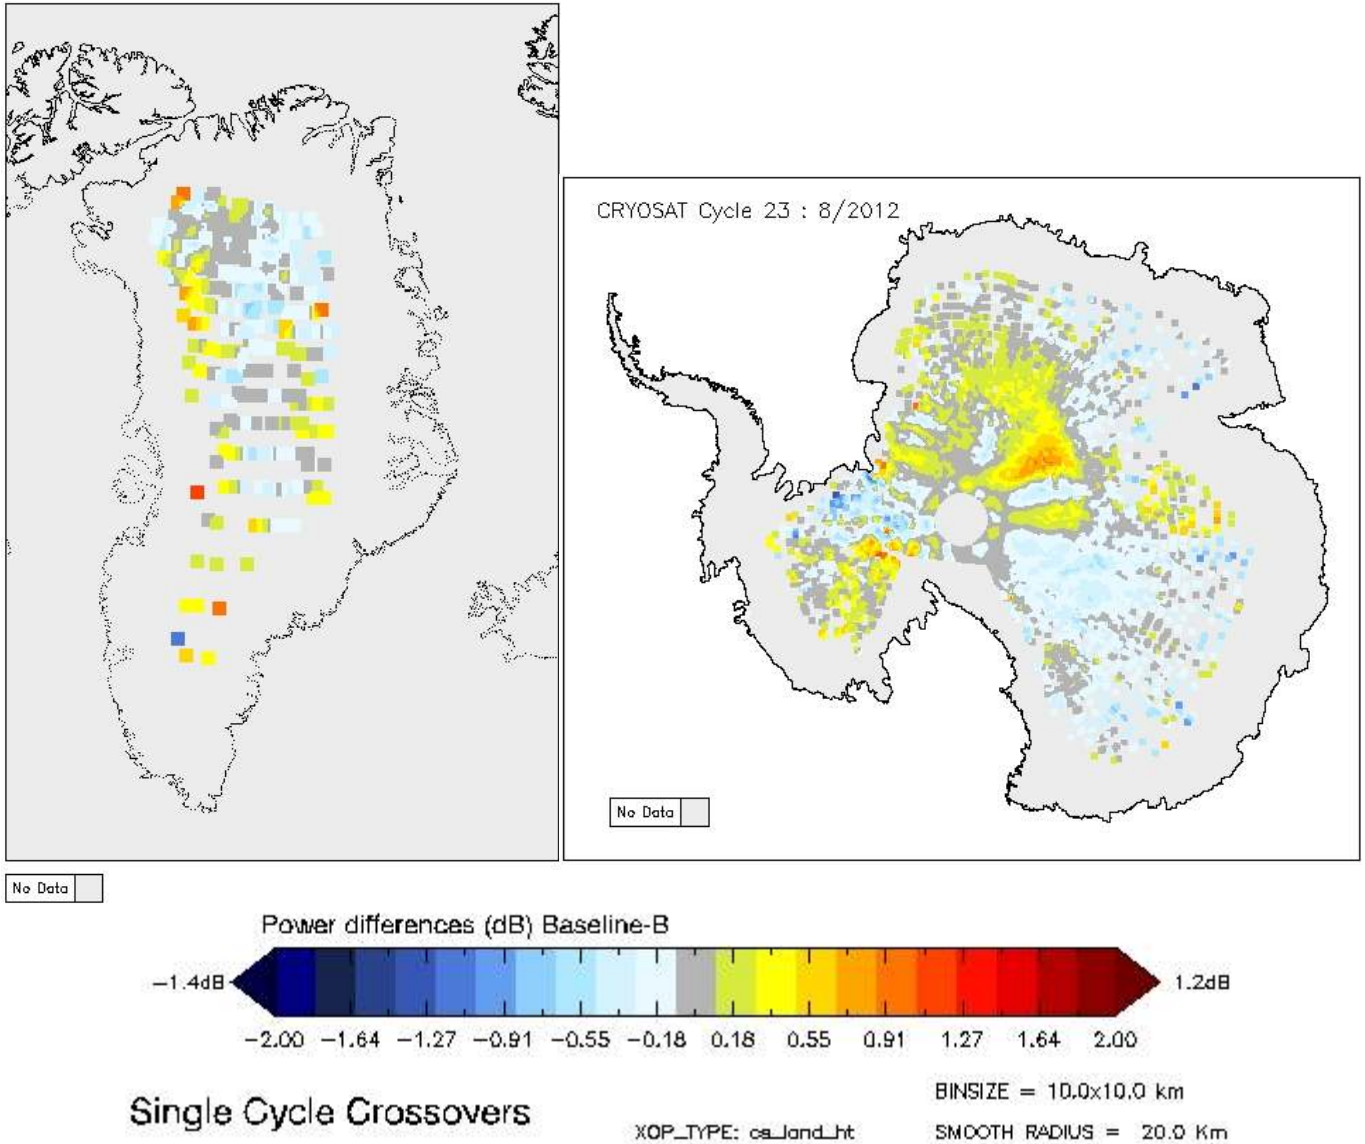 CRYOSAT Cycle 23 : 8/2012
No Data
No Data
Power differences (dB) Baseline-B
-1.4dB
1.2dB
-2.00 -1.64 -1.27 -0.91 -0.55 -0.18 0.18 0.55 0.91 1.27 1.64 2.00
BINSIZE = 10.0x10.0 km
Single Cycle Crossovers
XOP_TYPE: cs_land_ht
SMOOTH RADIUS = 20.0 Km